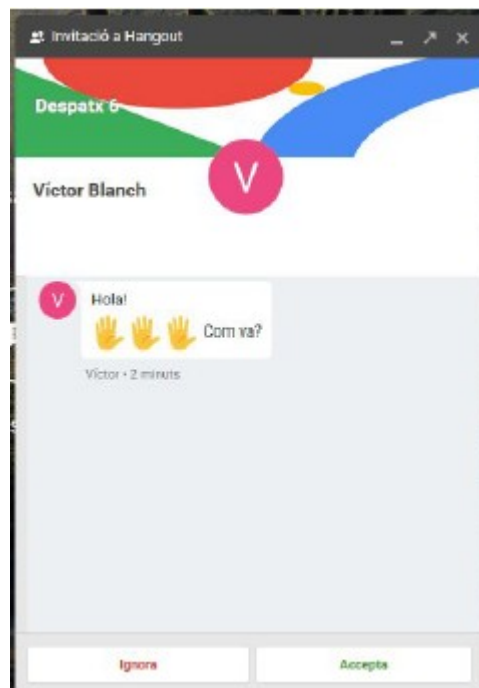 Invitació a Hangout
Despatx 6
V
Víctor Blanch
V
Hola!
🖐🖐🖐 Com va?
Víctor • 2 minuts
Ignora
Accepta